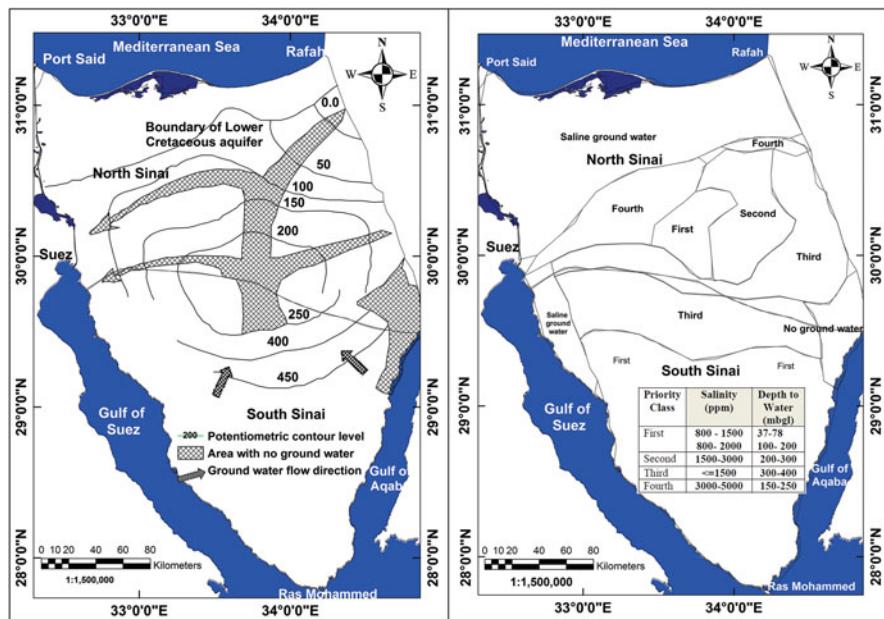 33°0'0"E 34°0'0"E
Mediterranean Sea
Port Said
Rafah
N
W E
S
31°0'0"N
31°0'0"N
0.0
Boundary of Lower
Cretaceous aquifer
50
North Sinai
100
150
200
Suez
30°0'0"N
30°0'0"N
250
400
450
29°0'0"N
29°0'0"N
South Sinai
Gulf of
Suez
200 Potentiometric contour level
Area with no ground water
Ground water flow direction
Gulf of
Aqaba
28°0'0"N
28°0'0"N
0 10 20 40 60 80
Kilometers
1:1,500,000
Ras Mohammed
33°0'0"E 34°0'0"E
33°0'0"E 34°0'0"E
Mediterranean Sea
Port Said
Rafah
N
W E
S
31°0'0"N
31°0'0"N
Saline ground water
Fourth
North Sinai
Fourth
First
Second
Suez
Third
30°0'0"N
30°0'0"N
Saline
ground
water
Third
No ground water
First
First
South Sinai
29°0'0"N
29°0'0"N
Gulf of
Suez
Priority Class Salinity (ppm) Depth to Water (mbgl)
First 800 - 1500 37-78
800- 2000 100- 200
Second 1500-3000 200-300
Third <=1500 300-400
Fourth 3000-5000 150-250
Gulf of
Aqaba
28°0'0"N
28°0'0"N
0 10 20 40 60 80
Kilometers
1:1,500,000
Ras Mohammed
33°0'0"E 34°0'0"E